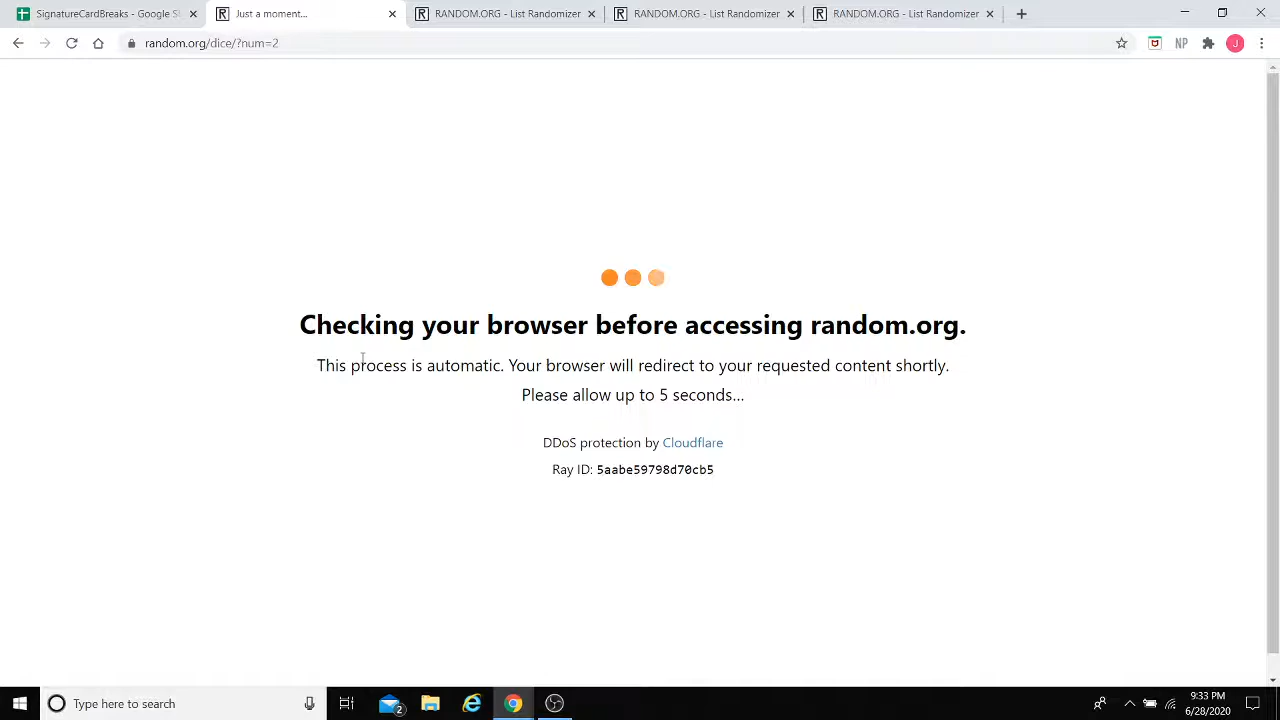 SignatureCardBreaks - Google S
Just a moment...
RANDOM.ORG - List Randomizer
RANDOM.ORG - List Randomizer
RANDOM.ORG - List Randomizer
random.org/dice/?num=2
NP
J
Checking your browser before accessing random.org.
This process is automatic. Your browser will redirect to your requested content shortly.
Please allow up to 5 seconds...
DDoS protection by Cloudflare
Ray ID: 5aabe59798d70cb5
Type here to search
2
9:33 PM
6/28/2020